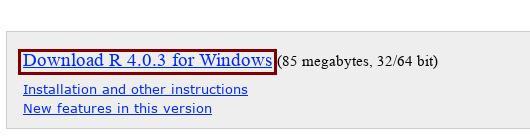 Download R 4.0.3 for Windows (85 megabytes, 32/64 bit)
Installation and other instructions
New features in this version